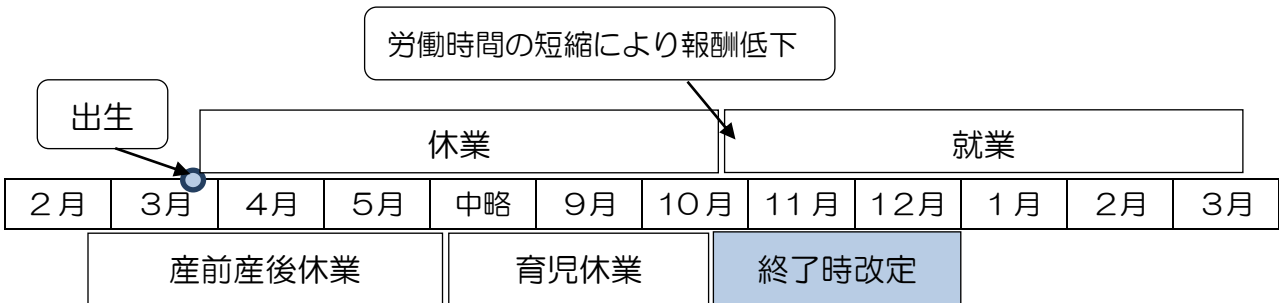 労働時間の短縮により報酬低下
出生
休業
就業
２月 ３月 ４月 ５月 中略 ９月 10月 11月 12月 １月 ２月 ３月
産前産後休業
育児休業
終了時改定